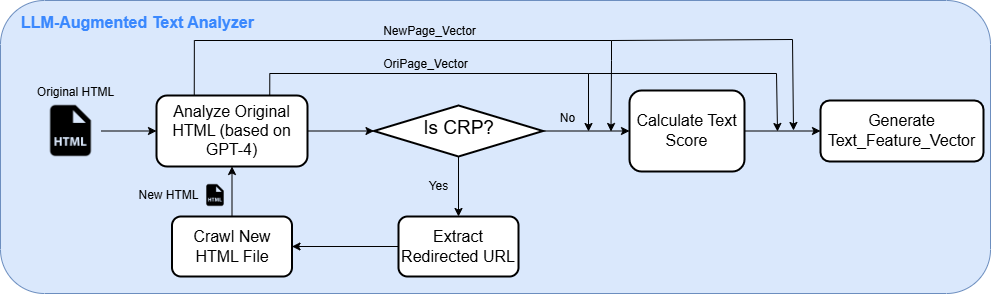 LLM-Augmented Text Analyzer
NewPage_Vector
OriPage_Vector
Original HTML
HTML
Analyze Original
HTML (based on
GPT-4)
Is CRP?
No
Calculate Text
Score
Generate
Text_Feature_Vector
Yes
New HTML
HTML
Crawl New
HTML File
Extract
Redirected URL